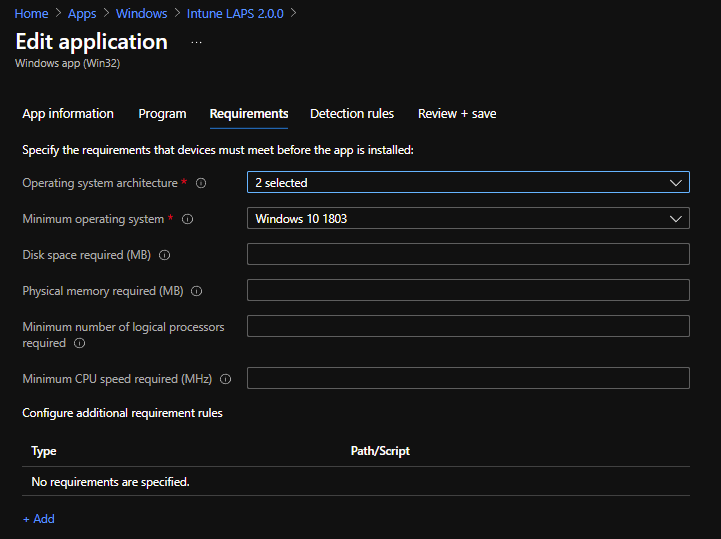 Home > Apps > Windows > Intune LAPS 2.0.0 >
Edit application ...
Windows app (Win32)
App information Program Requirements Detection rules Review + save
Specify the requirements that devices must meet before the app is installed:
Operating system architecture * 2 selected
Minimum operating system * Windows 10 1803
Disk space required (MB)
Physical memory required (MB)
Minimum number of logical processors
required
Minimum CPU speed required (MHz)
Configure additional requirement rules
Type Path/Script
No requirements are specified.
+ Add